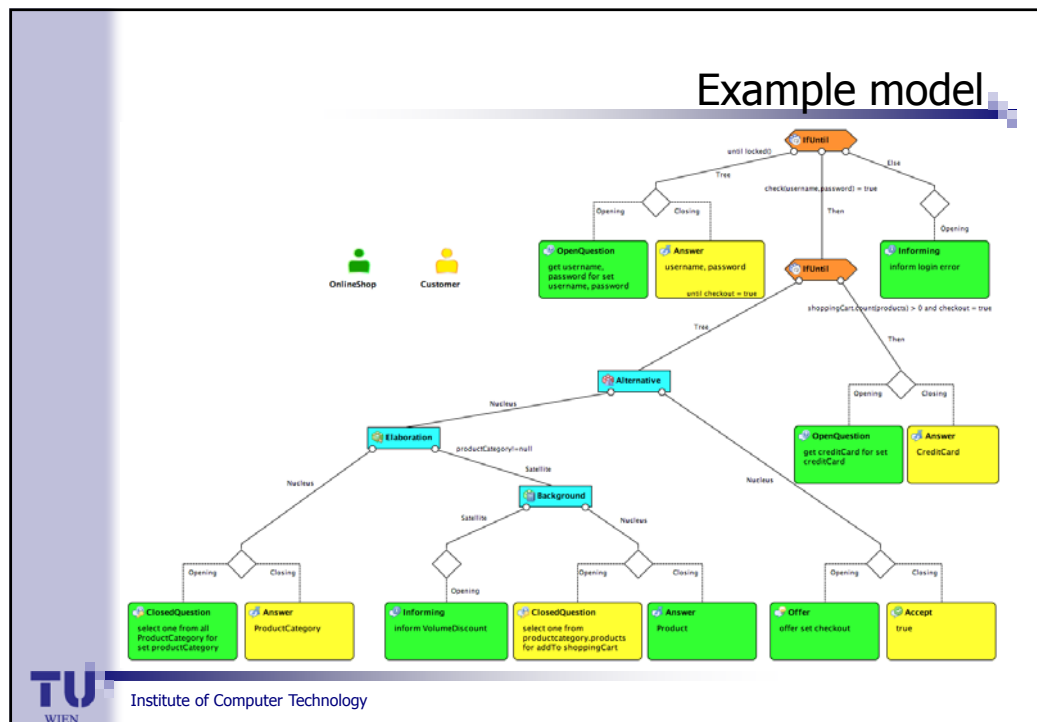 Example model
IfUntil
until locked()
Else
Tree
check(username,password) = true
Opening
Closing
Then
Opening
OnlineShop
Customer
OpenQuestion
get username,
password for set
username, password
Answer
username, password
until checkout = true
IfUntil
Informing
inform login error
shoppingCart.count(products) > 0 and checkout = true
Tree
Then
Alternative
Nucleus
Opening
Closing
Elaboration
productCategory!=null
OpenQuestion
get creditCard for set
creditCard
Answer
CreditCard
Satellite
Nucleus
Nucleus
Background
Satellite
Nucleus
Opening
Closing
Opening
Opening
Closing
Opening
Closing
ClosedQuestion
select one from all
ProductCategory for
set productCategory
Answer
ProductCategory
Informing
inform VolumeDiscount
ClosedQuestion
select one from
productcategory.products
for addTo shoppingCart
Answer
Product
Offer
offer set checkout
Accept
true
TU
WIEN
Institute of Computer Technology